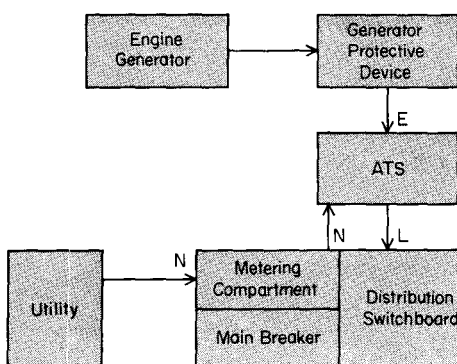 Engine
Generator
Generator
Protective
Device
E
ATS
N
L
N
Utility
Metering
Compartment
Main Breaker
Distribution
Switchboard